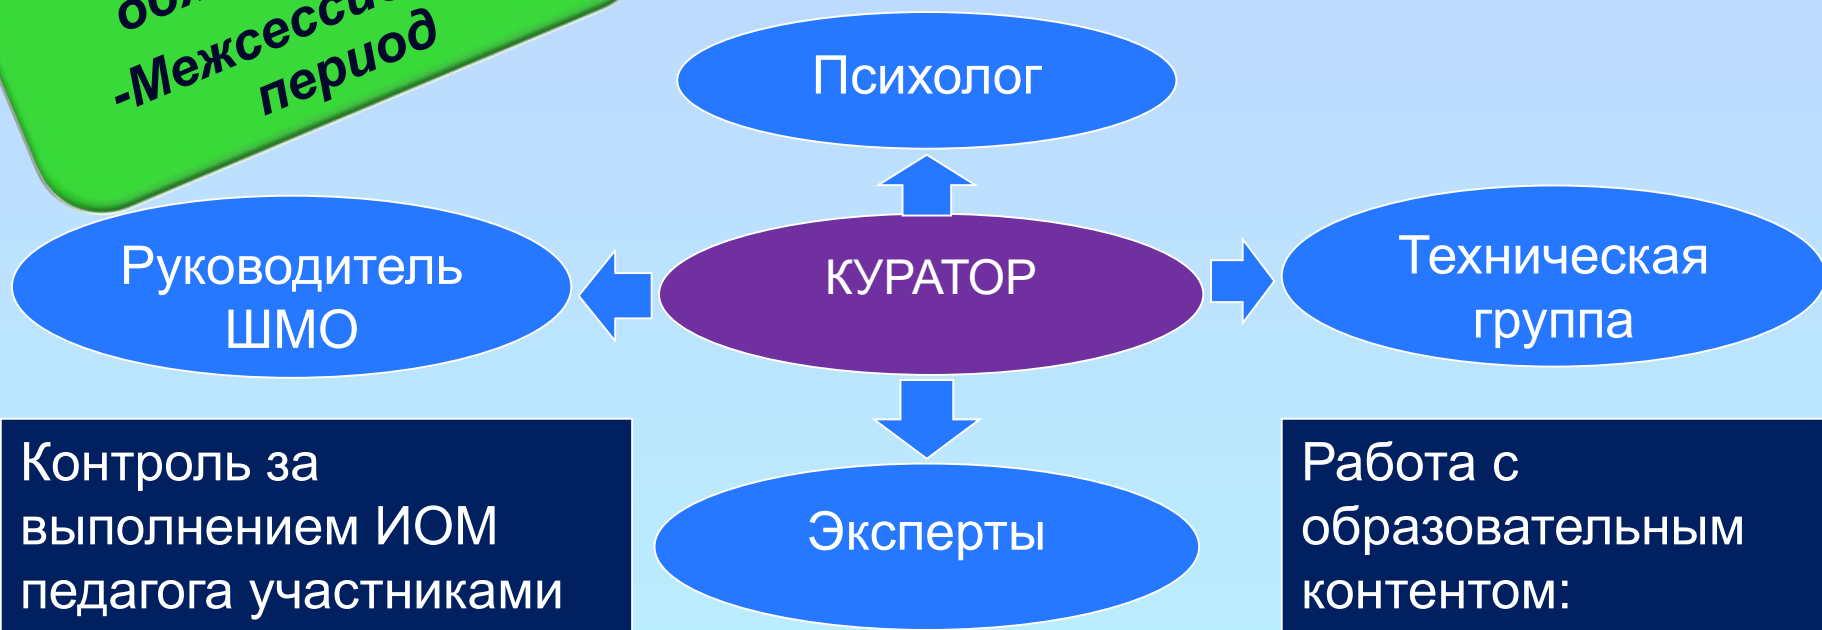 -Межсесси
период
Психолог
Руководитель
ШМО
КУРАТОР
Техническая
группа
Эксперты
Контроль за
выполнением ИОМ
педагога участниками
Работа с
образовательным
контентом: